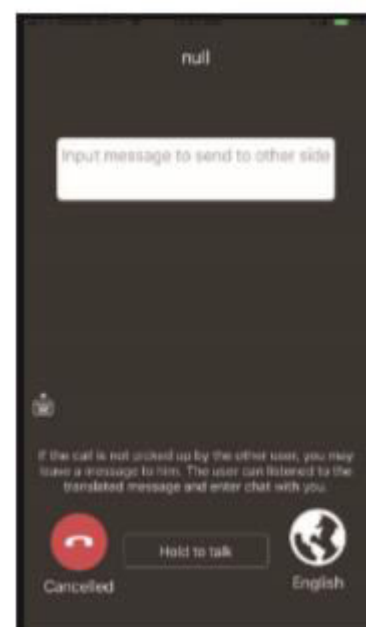 null
Input message to send to other side
If the call is not picked up by the other user, you may
leave a message to him. The user can listened to the
translated message and enter chat with you.
Hold to talk
Cancelled
English